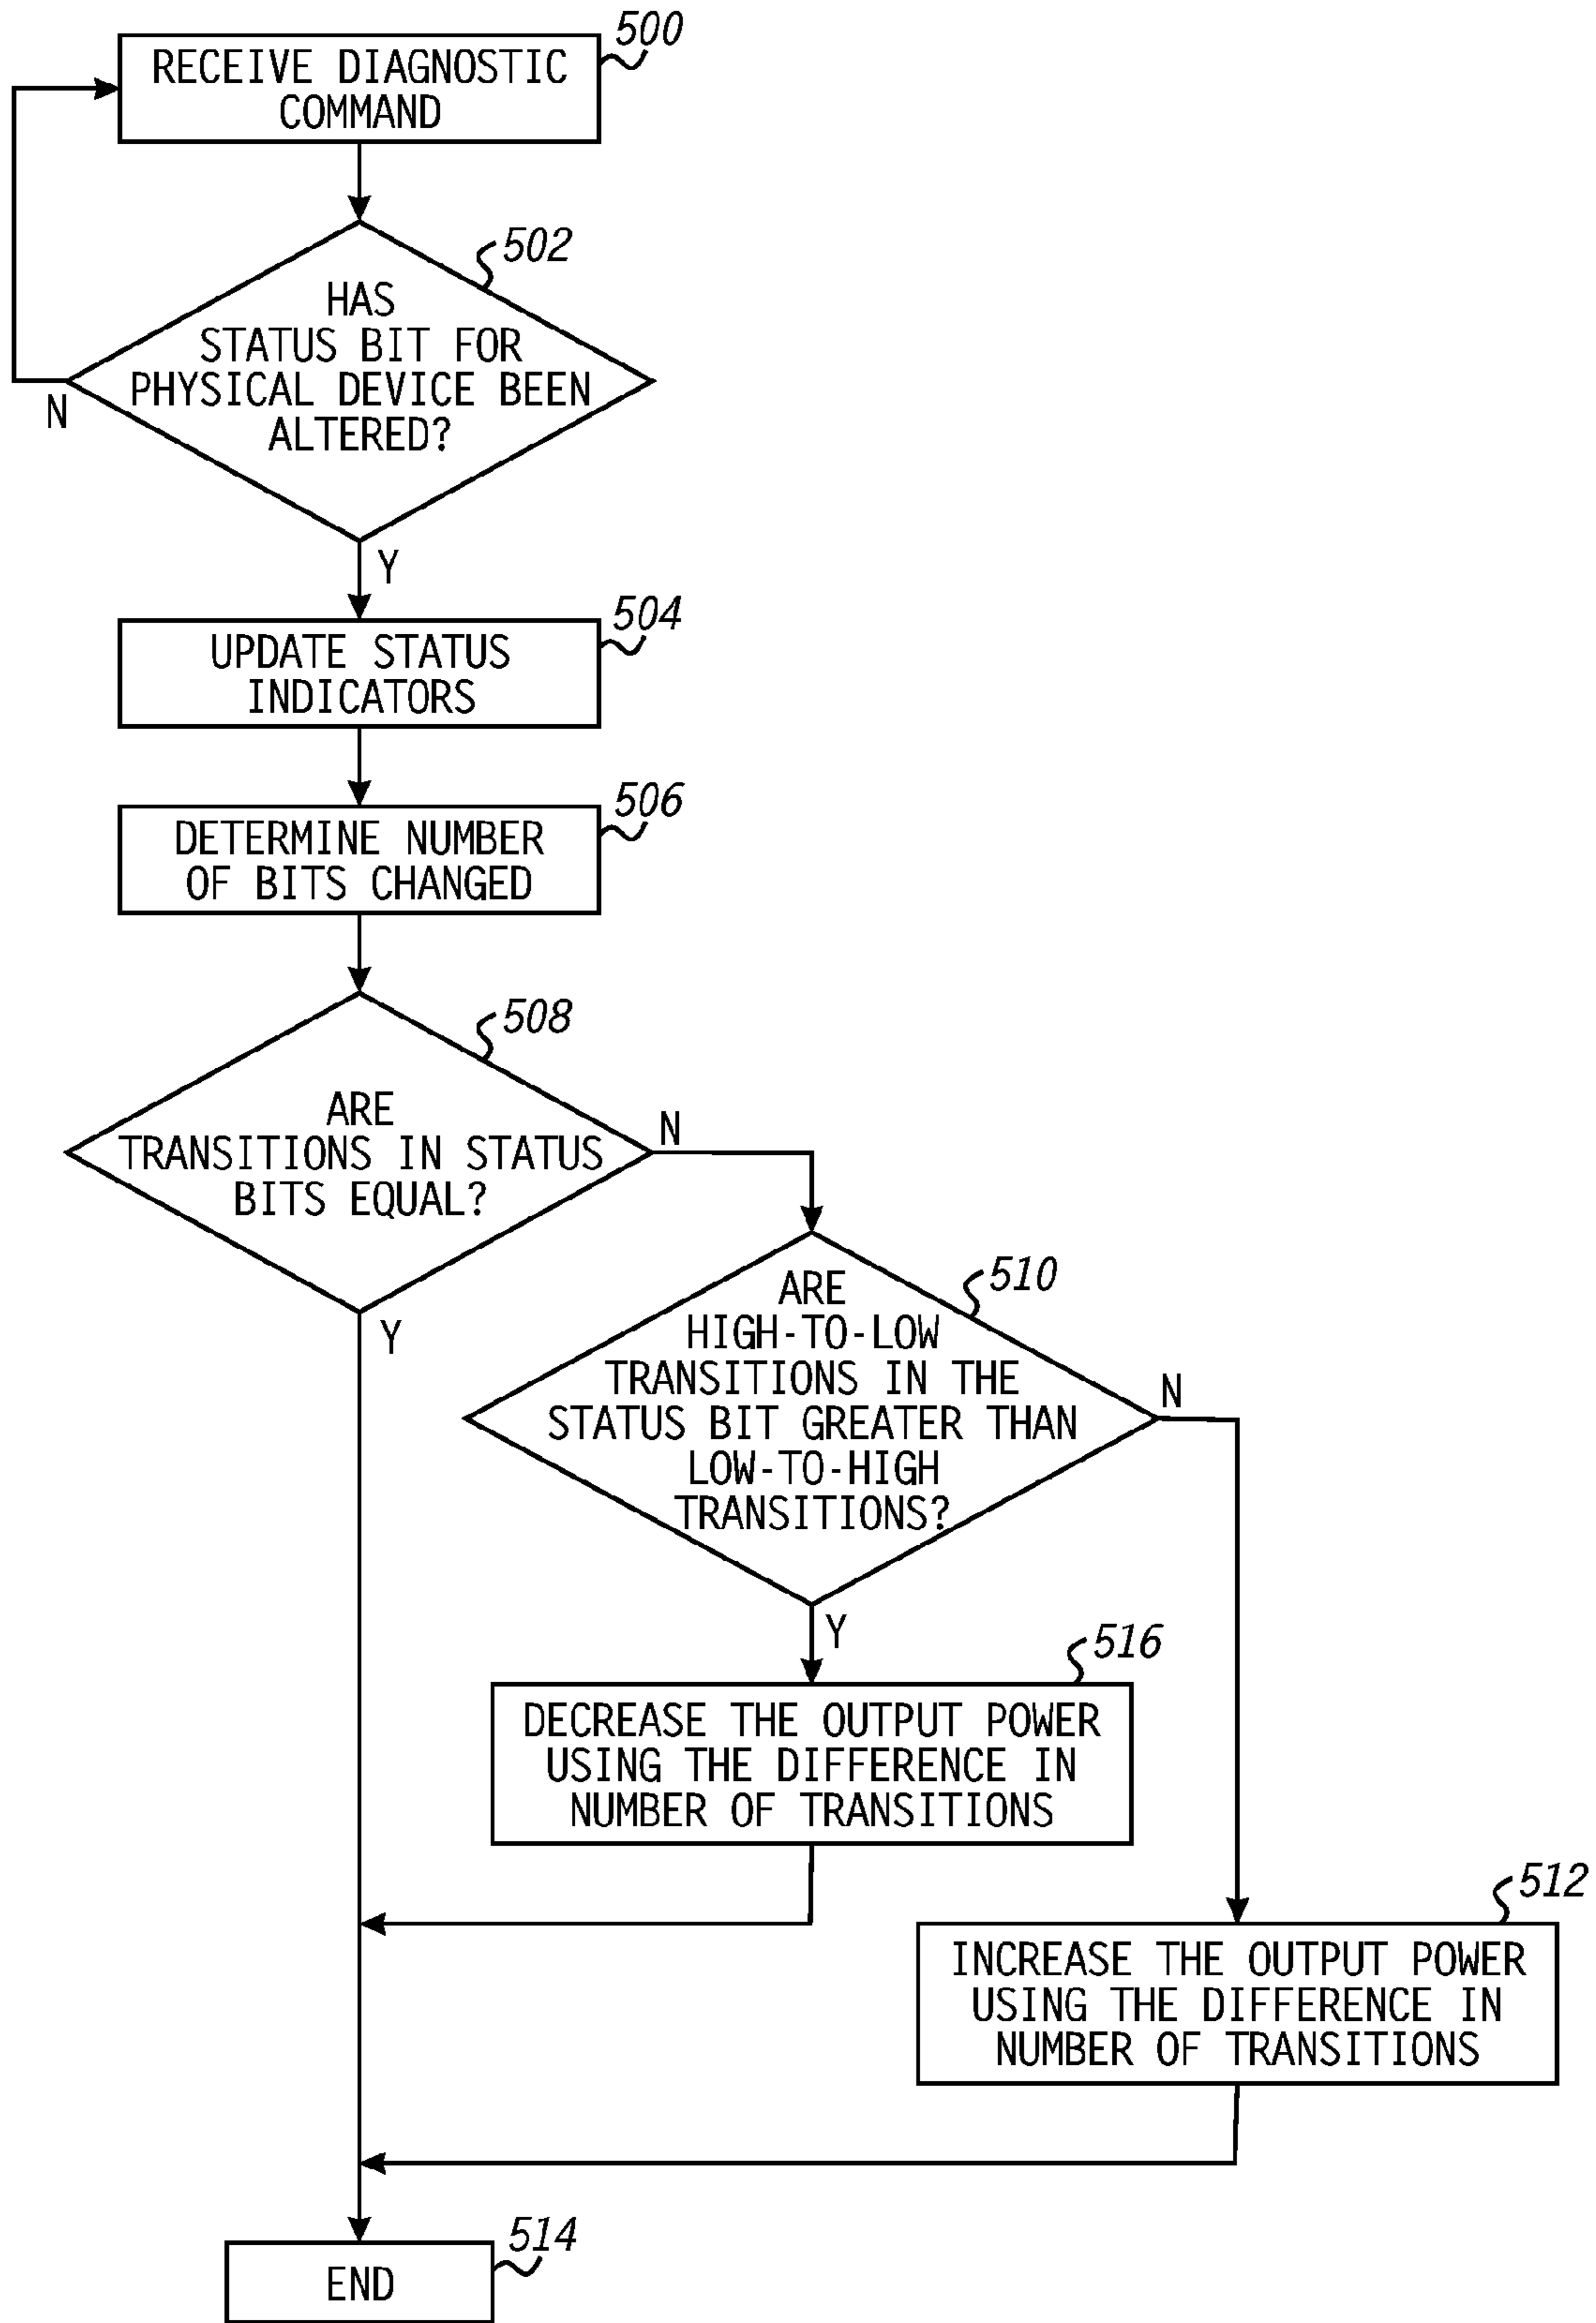 500
RECEIVE DIAGNOSTIC
COMMAND
502
HAS
STATUS BIT FOR
PHYSICAL DEVICE BEEN
ALTERED?
N
Y
504
UPDATE STATUS
INDICATORS
506
DETERMINE NUMBER
OF BITS CHANGED
508
ARE
TRANSITIONS IN STATUS
BITS EQUAL?
N
Y
510
ARE
HIGH-TO-LOW
TRANSITIONS IN THE
STATUS BIT GREATER THAN
LOW-TO-HIGH
TRANSITIONS?
N
Y
516
DECREASE THE OUTPUT POWER
USING THE DIFFERENCE IN
NUMBER OF TRANSITIONS
512
INCREASE THE OUTPUT POWER
USING THE DIFFERENCE IN
NUMBER OF TRANSITIONS
514
END